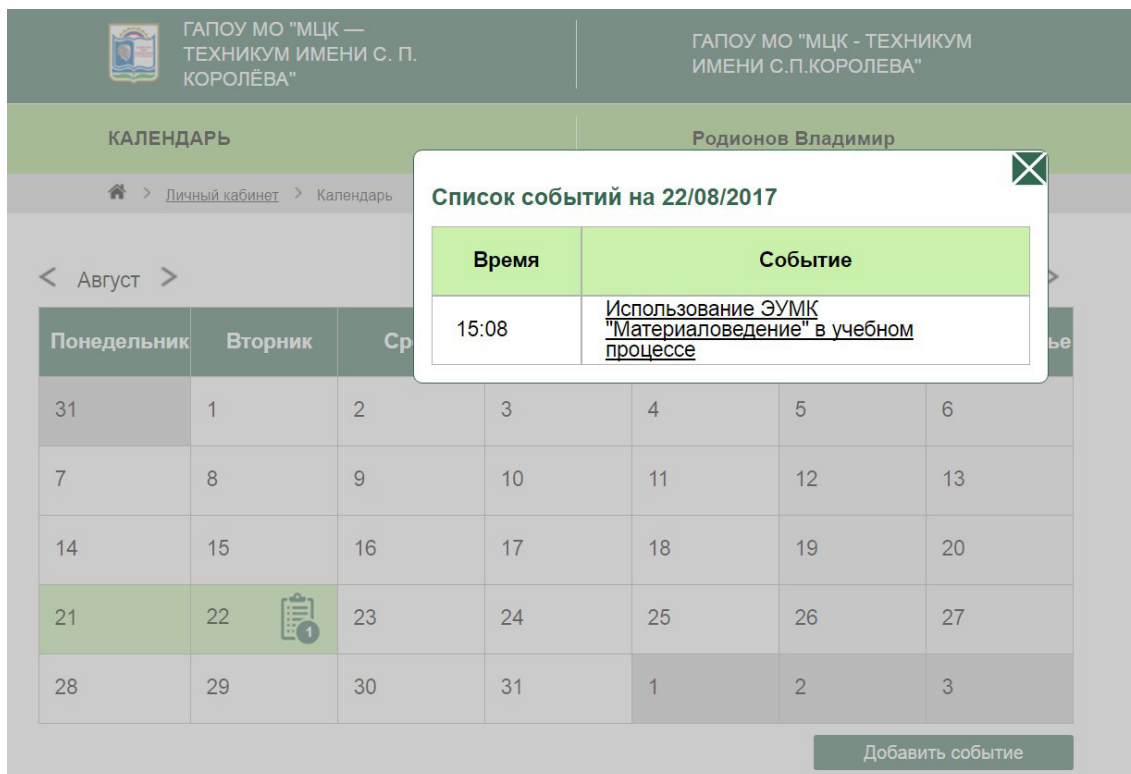 ГАПОУ МО "МЦК —
ТЕХНИКУМ ИМЕНИ С. П.
КОРОЛЁВА"
ГАПОУ МО "МЦК - ТЕХНИКУМ
ИМЕНИ С.П.КОРОЛЕВА"
КАЛЕНДАРЬ
Родионов Владимир
> Личный кабинет > Календарь
Список событий на 22/08/2017
Время Событие
15:08
Использование ЭУМК
"Материаловедение" в учебном
процессе
< Август > >
Понедельник Вторник Ср ье
31 1 2 3 4 5 6
7 8 9 10 11 12 13
14 15 16 17 18 19 20
21 22 1 23 24 25 26 27
28 29 30 31 1 2 3
Добавить событие